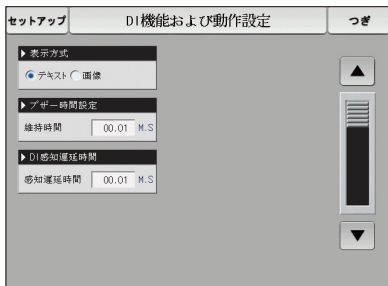 セットアップ
DI機能および動作設定
つぎ
▶ 表示方式
テキスト 画像
▶ ブザー時間設定
維持時間 00.01 M.S
▶ DI感知遅延時間
感知遅延時間 00.01 M.S